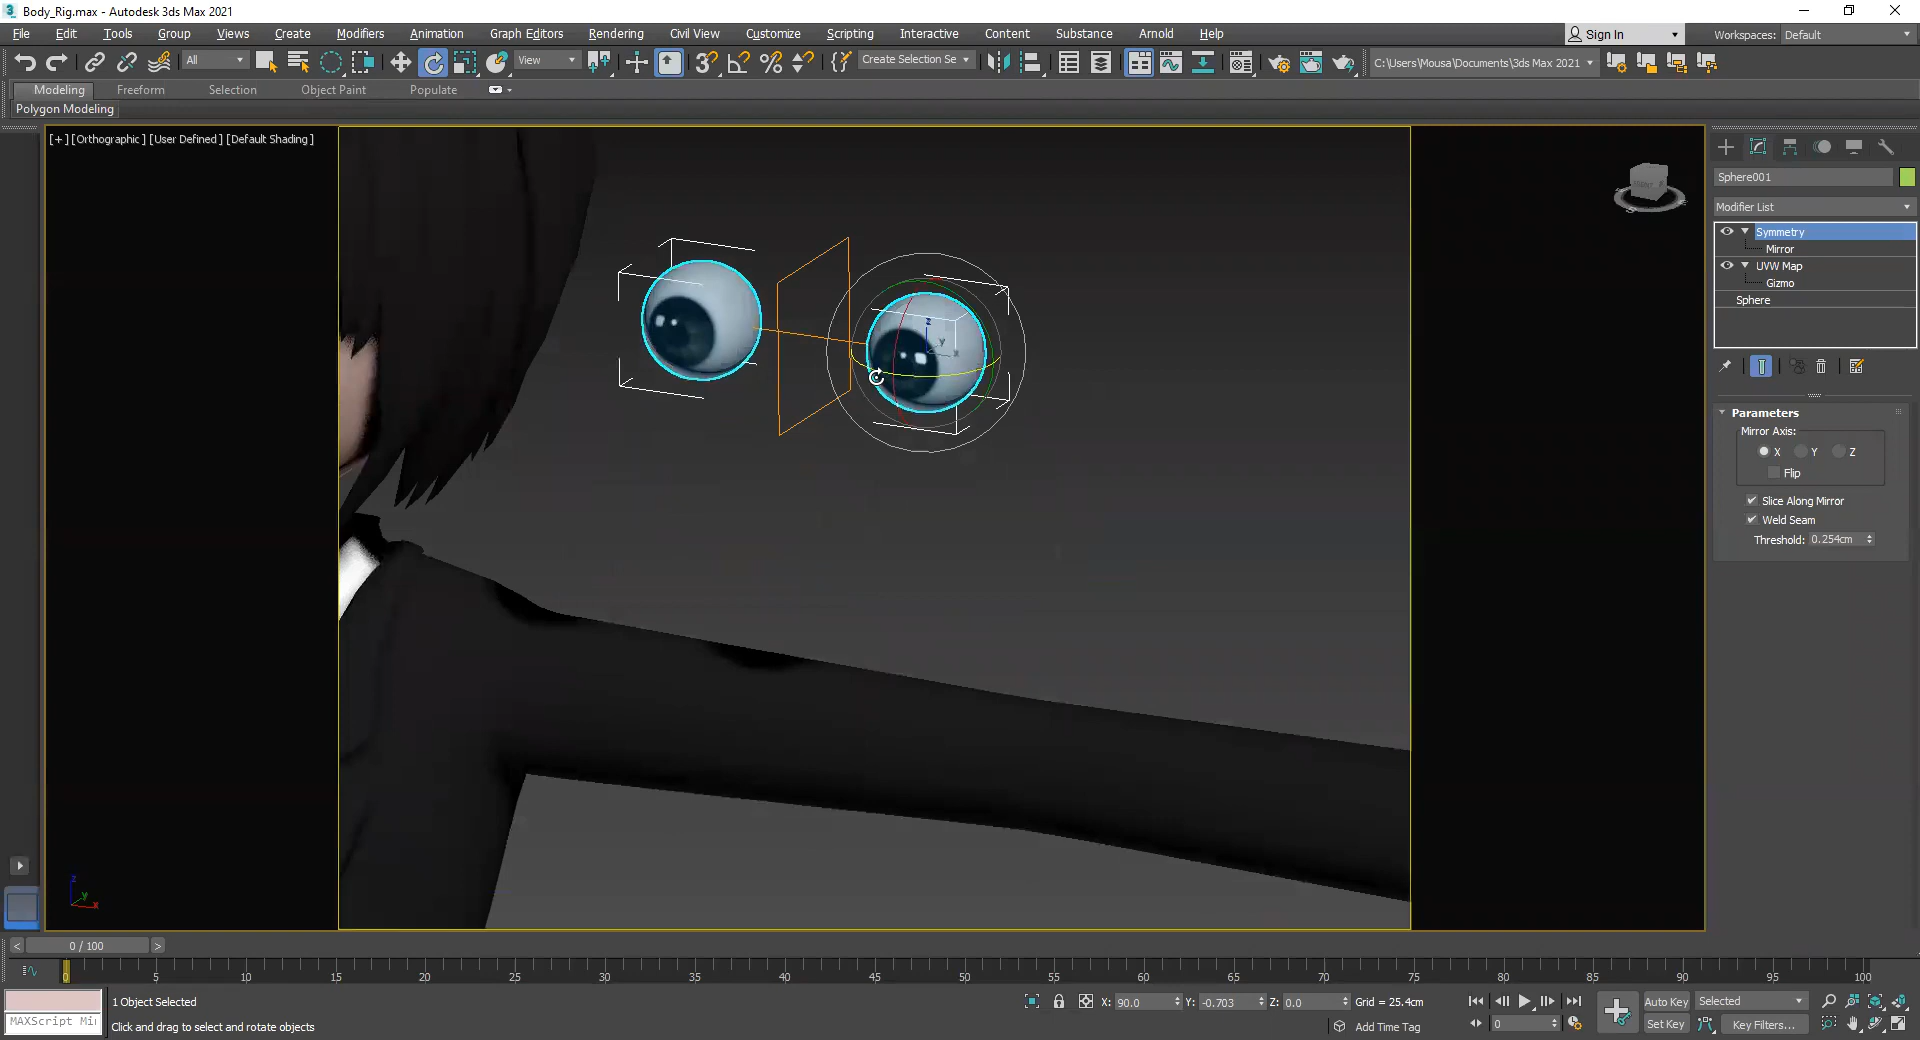 Body_Rig.max - Autodesk 3ds Max 2021
File Edit Tools Group Views Create Modifiers Animation Graph Editors Rendering Civil View Customize Scripting Interactive Content Substance Arnold Help
Sign In
Workspaces: Default
All
View
Create Selection Se
C:\Users\Mousa\Documents\3ds Max 2021
Modeling Freeform Selection Object Paint Populate
Polygon Modeling
[+] [Orthographic] [User Defined] [Default Shading]
Sphere001
Modifier List
Symmetry
Mirror
UVW Map
Gizmo
Sphere
Parameters
Mirror Axis:
X Y Z
Flip
Slice Along Mirror
Weld Seam
Threshold: 0.254cm
z
y
x
z
y
x
< 0 / 100 >
0 5 10 15 20 25 30 35 40 45 50 55 60 65 70 75 80 85 90 95 100
1 Object Selected
X: 90.0 Y: -0.703 Z: 0.0 Grid = 25.4cm
Auto Key Selected
MAXScript Mi
Click and drag to select and rotate objects
Add Time Tag
0
Set Key Key Filters...